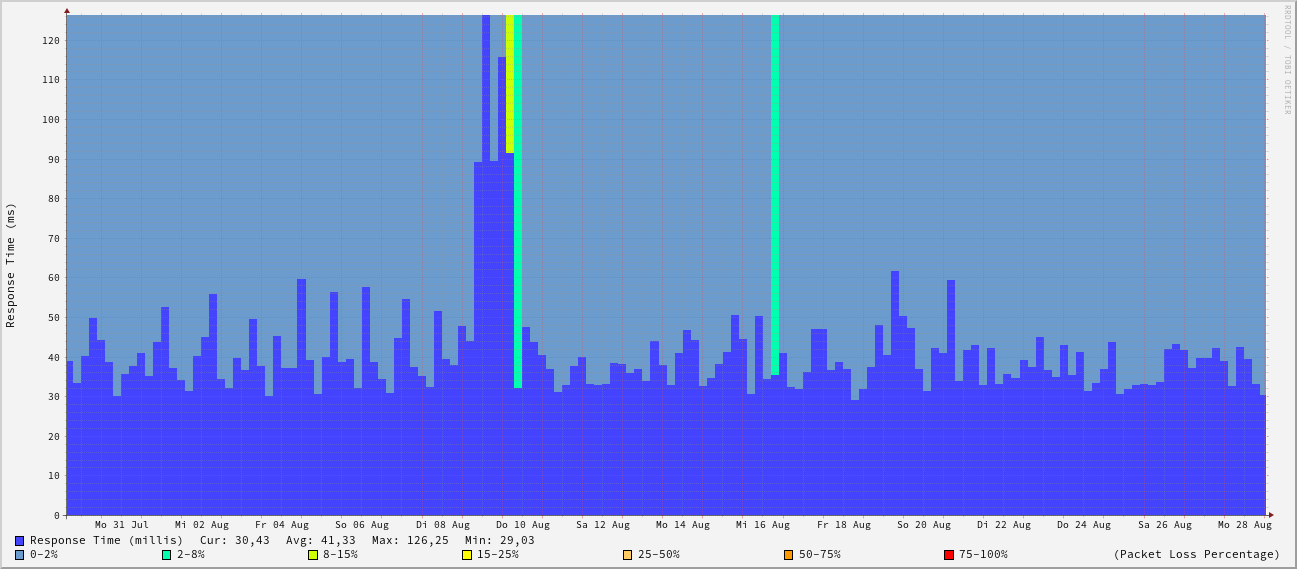 RRDTOOL / TOBI OETIKER
Response Time (ms)
120
110
100
90
80
70
60
50
40
30
20
10
0
Mo 31 Jul Mi 02 Aug Fr 04 Aug So 06 Aug Di 08 Aug Do 10 Aug Sa 12 Aug Mo 14 Aug Mi 16 Aug Fr 18 Aug So 20 Aug Di 22 Aug Do 24 Aug Sa 26 Aug Mo 28 Aug
Response Time (millis) Cur: 30,43 Avg: 41,33 Max: 126,25 Min: 29,03
0-2% 2-8% 8-15% 15-25% 25-50% 50-75% 75-100% (Packet Loss Percentage)